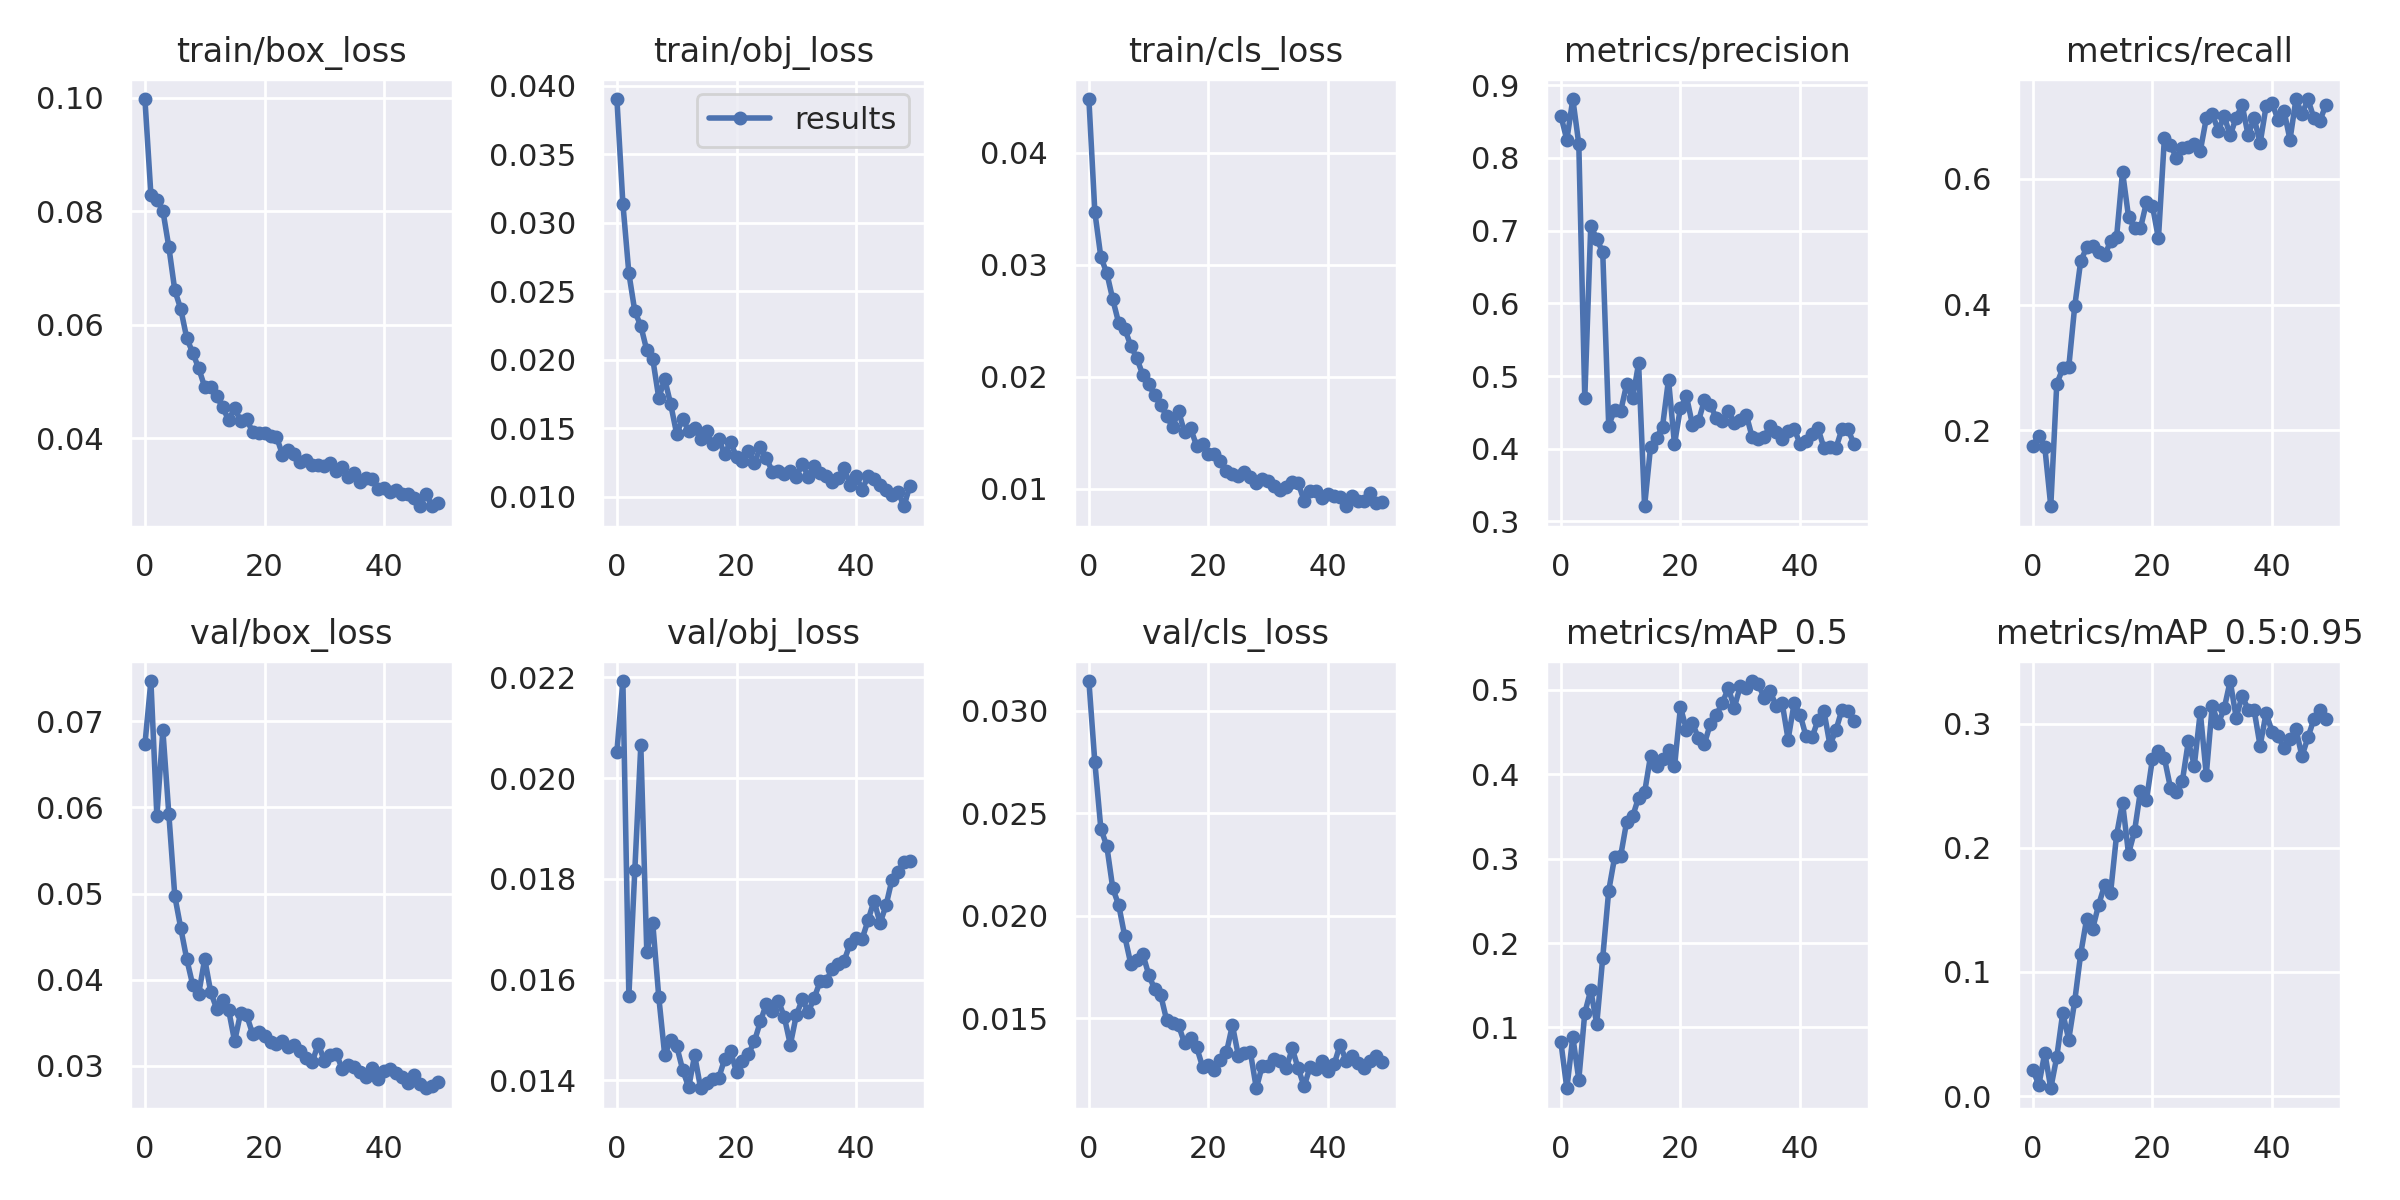 train/box_loss
0.10
0.08
0.06
0.04
0 20 40
train/obj_loss
results
0.040
0.035
0.030
0.025
0.020
0.015
0.010
0 20 40
train/cls_loss
0.04
0.03
0.02
0.01
0 20 40
metrics/precision
0.9
0.8
0.7
0.6
0.5
0.4
0.3
0 20 40
metrics/recall
0.6
0.4
0.2
0 20 40
val/box_loss
0.07
0.06
0.05
0.04
0.03
0 20 40
val/obj_loss
0.022
0.020
0.018
0.016
0.014
0 20 40
val/cls_loss
0.030
0.025
0.020
0.015
0 20 40
metrics/mAP_0.5
0.5
0.4
0.3
0.2
0.1
0 20 40
metrics/mAP_0.5:0.95
0.3
0.2
0.1
0.0
0 20 40